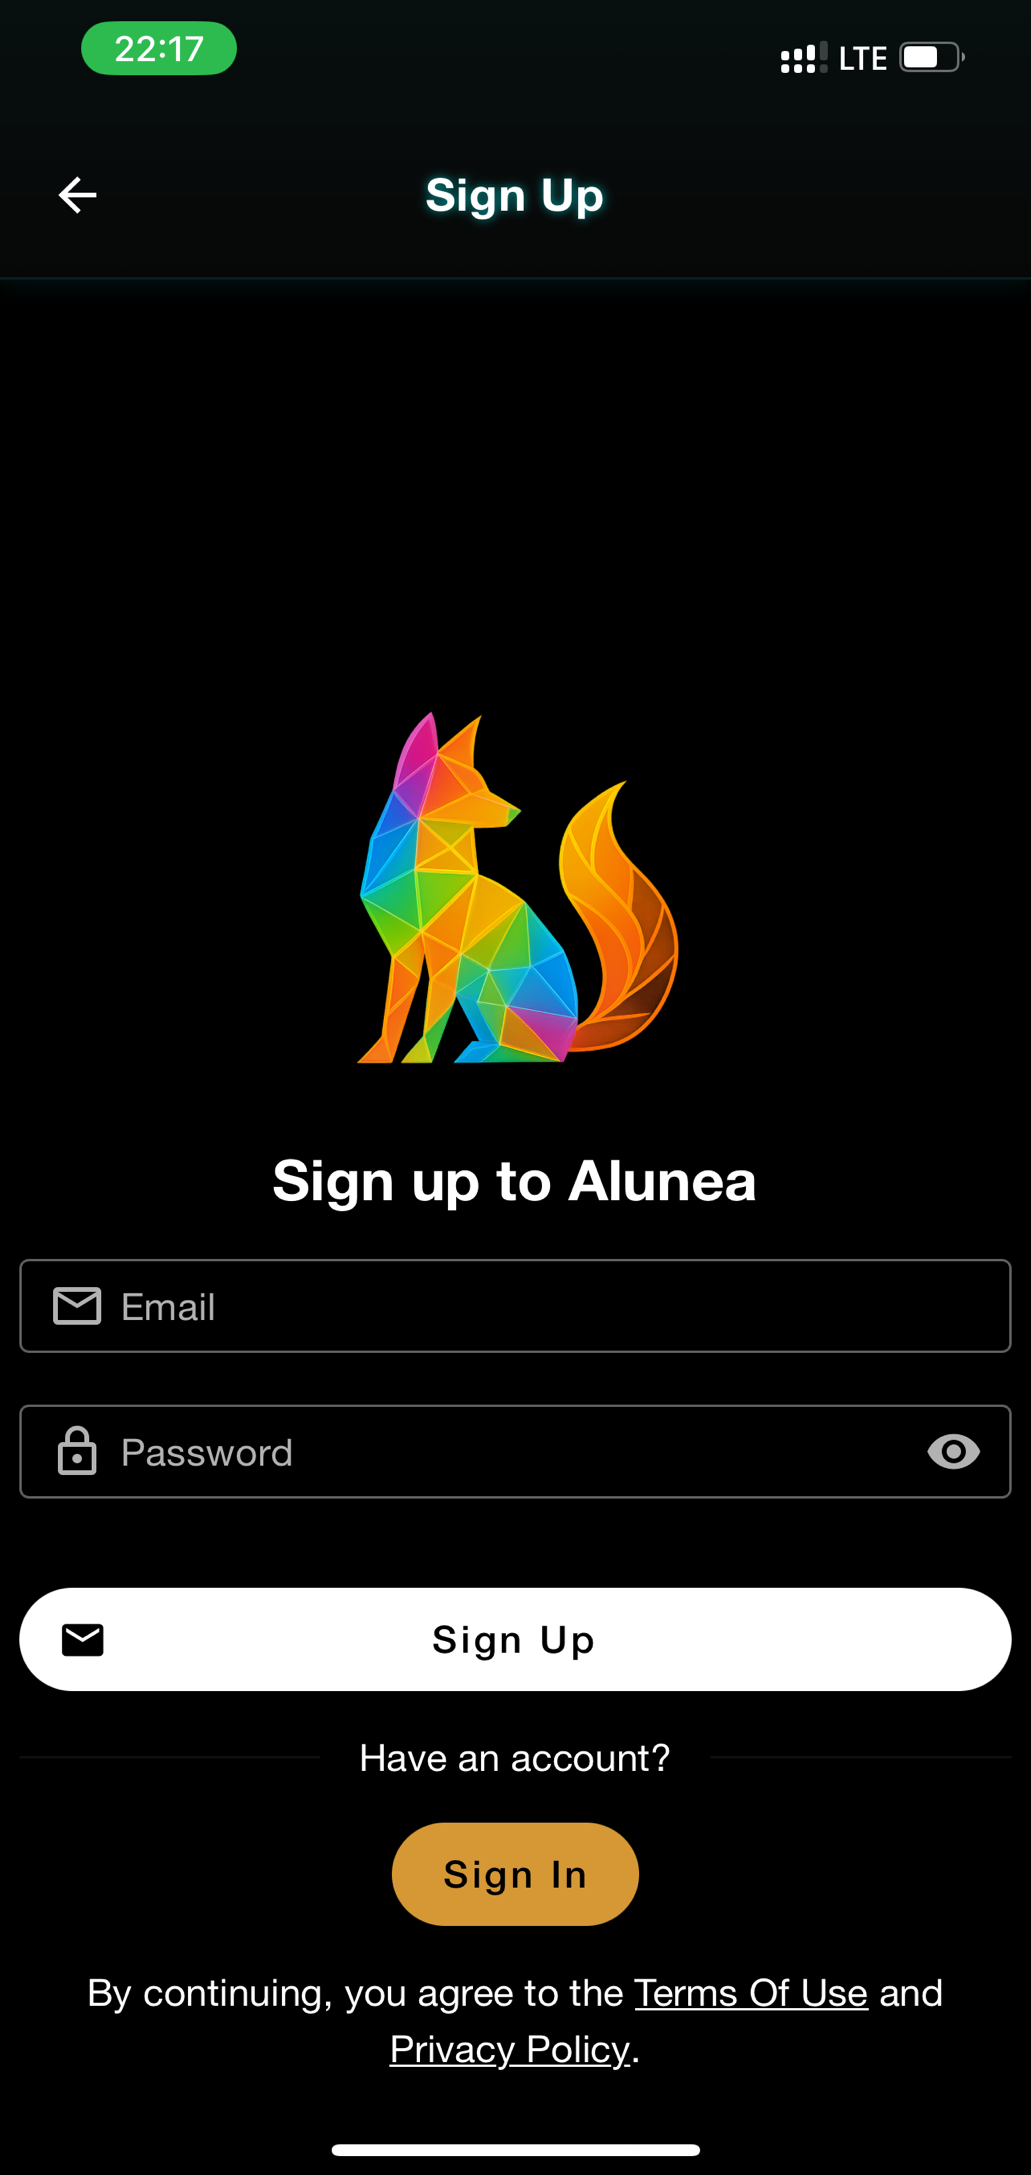 22:17
LTE
Sign Up
Sign up to Alunea
Email
Password
Sign Up
Have an account?
Sign In
By continuing, you agree to the Terms Of Use and
Privacy Policy.